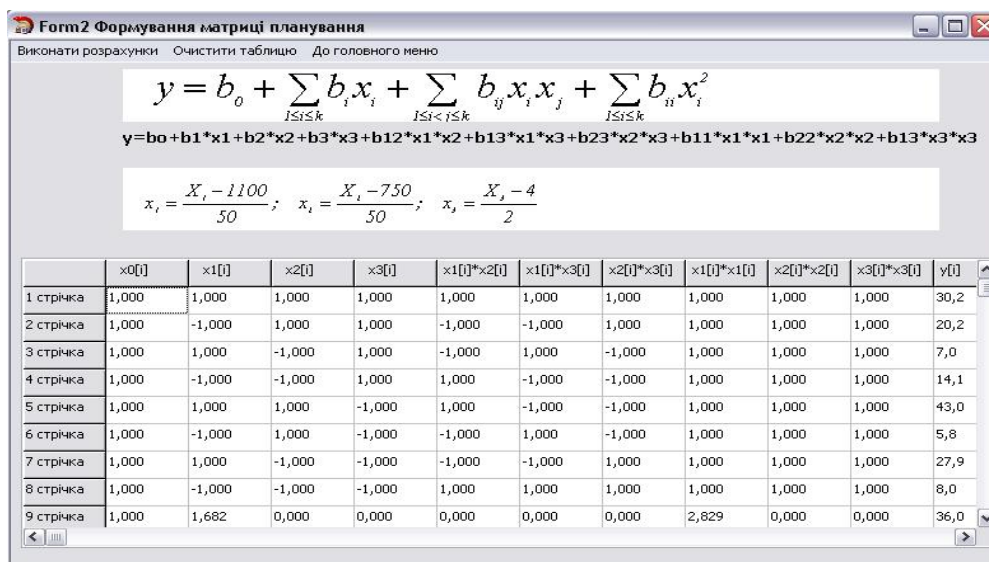 Form2 Формування матриці планування
Виконати розрахунки Очистити таблицю До головного меню
y = b₀ + ∑ bᵢxᵢ + ∑ bᵢⱼxᵢxⱼ + ∑ bᵢᵢxᵢ²
1≤i≤k 1≤i<j≤k 1≤i≤k
y=bo+b1*x1+b2*x2+b3*x3+b12*x1*x2+b13*x1*x3+b23*x2*x3+b11*x1*x1+b22*x2*x2+b13*x3*x3
X₁ − 1100 X₂ − 750 X₃ − 4
x₁ = ; x₂ = ; x₃ =
50 50 2
x0[i] x1[i] x2[i] x3[i] x1[i]*x2[i] x1[i]*x3[i] x2[i]*x3[i] x1[i]*x1[i] x2[i]*x2[i] x3[i]*x3[i] y[i]
1 стрічка 1,000 1,000 1,000 1,000 1,000 1,000 1,000 1,000 1,000 1,000 30,2
2 стрічка 1,000 -1,000 1,000 1,000 -1,000 -1,000 1,000 1,000 1,000 1,000 20,2
3 стрічка 1,000 1,000 -1,000 1,000 -1,000 1,000 -1,000 1,000 1,000 1,000 7,0
4 стрічка 1,000 -1,000 -1,000 1,000 1,000 -1,000 -1,000 1,000 1,000 1,000 14,1
5 стрічка 1,000 1,000 1,000 -1,000 1,000 -1,000 -1,000 1,000 1,000 1,000 43,0
6 стрічка 1,000 -1,000 1,000 -1,000 -1,000 1,000 -1,000 1,000 1,000 1,000 5,8
7 стрічка 1,000 1,000 -1,000 -1,000 -1,000 -1,000 1,000 1,000 1,000 1,000 27,9
8 стрічка 1,000 -1,000 -1,000 -1,000 1,000 1,000 1,000 1,000 1,000 1,000 8,0
9 стрічка 1,000 1,682 0,000 0,000 0,000 0,000 0,000 2,829 0,000 0,000 36,0